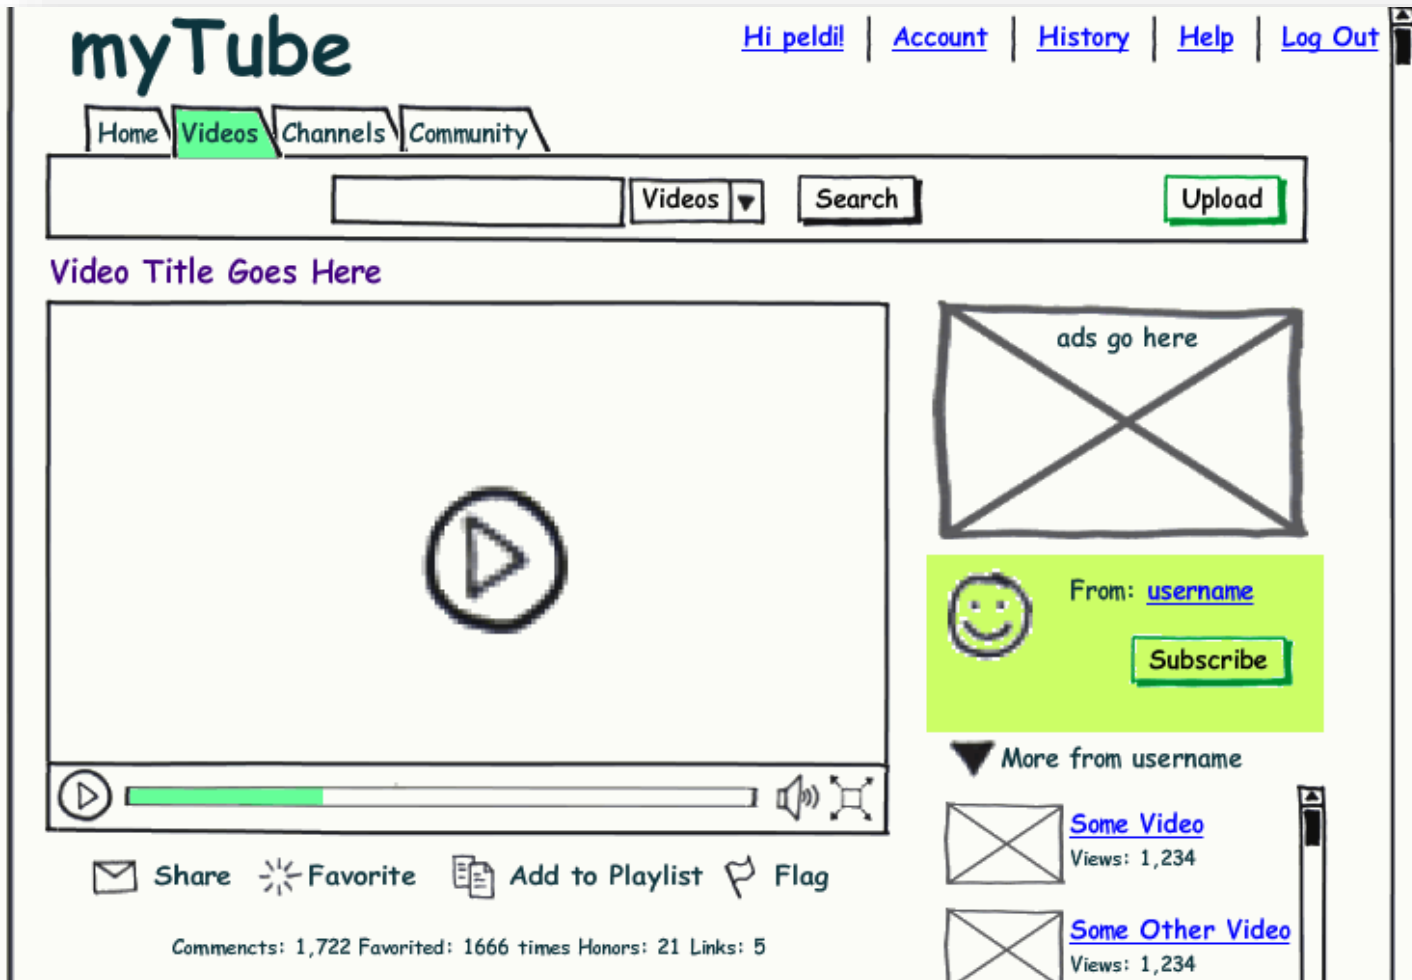 myTube
Hi peldi! Account History Help Log Out
Home Videos Channels Community
Videos Search Upload
Video Title Goes Here
ads go here
From: username
Subscribe
More from username
Some Video
Views: 1,234
Share Favorite Add to Playlist Flag
Some Other Video
Commencts: 1,722 Favorited: 1666 times Honors: 21 Links: 5
Views: 1,234